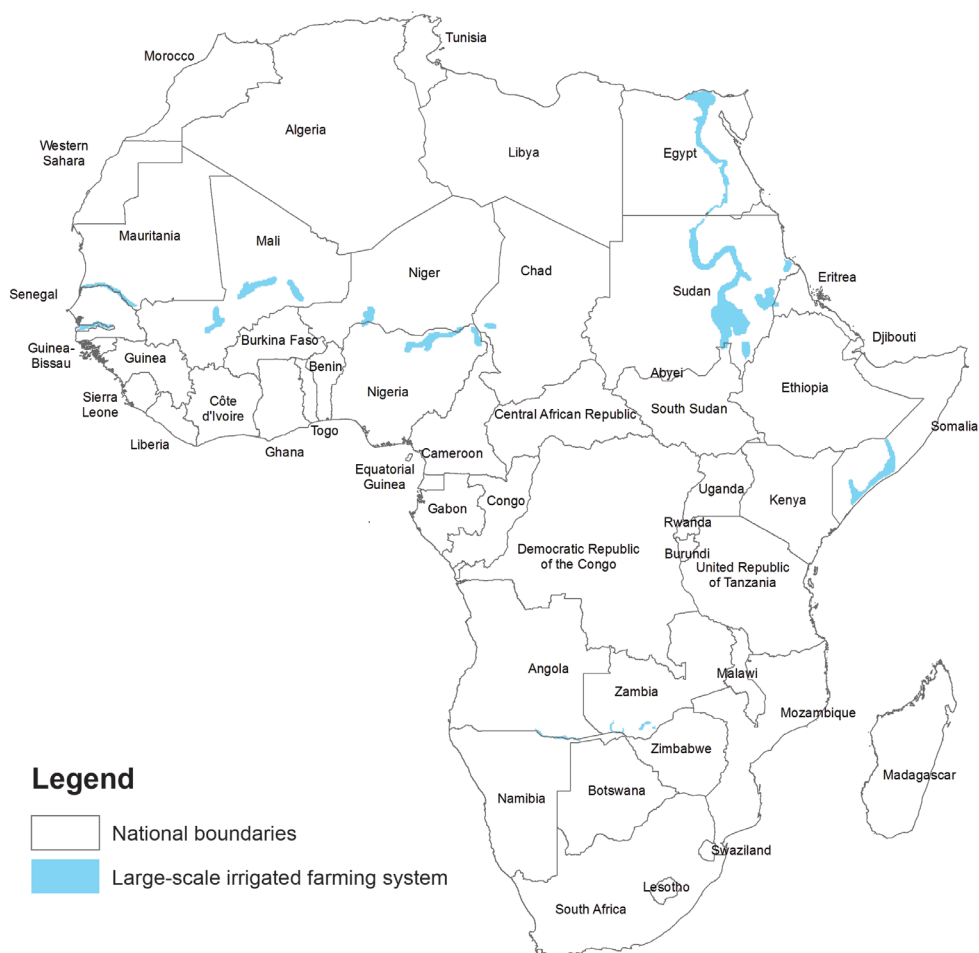 Tunisia
Morocco
Algeria
Western
Sahara
Libya
Egypt
Mauritania
Mali
Niger
Chad
Sudan
Eritrea
Senegal
Djibouti
Burkina Faso
Guinea-
Bissau
Guinea
Benin
Abyei
Ethiopia
Nigeria
Sierra
Leone
Côte
d'Ivoire
South Sudan
Central African Republic
Somalia
Togo
Liberia
Ghana
Cameroon
Equatorial
Guinea
Uganda
Kenya
Congo
Gabon
Rwanda
Democratic Republic
of the Congo
Burundi
United Republic
of Tanzania
Angola
Malawi
Zambia
Mozambique
Zimbabwe
Madagascar
Namibia
Botswana
Swaziland
Lesotho
South Africa
Legend
National boundaries
Large-scale irrigated farming system